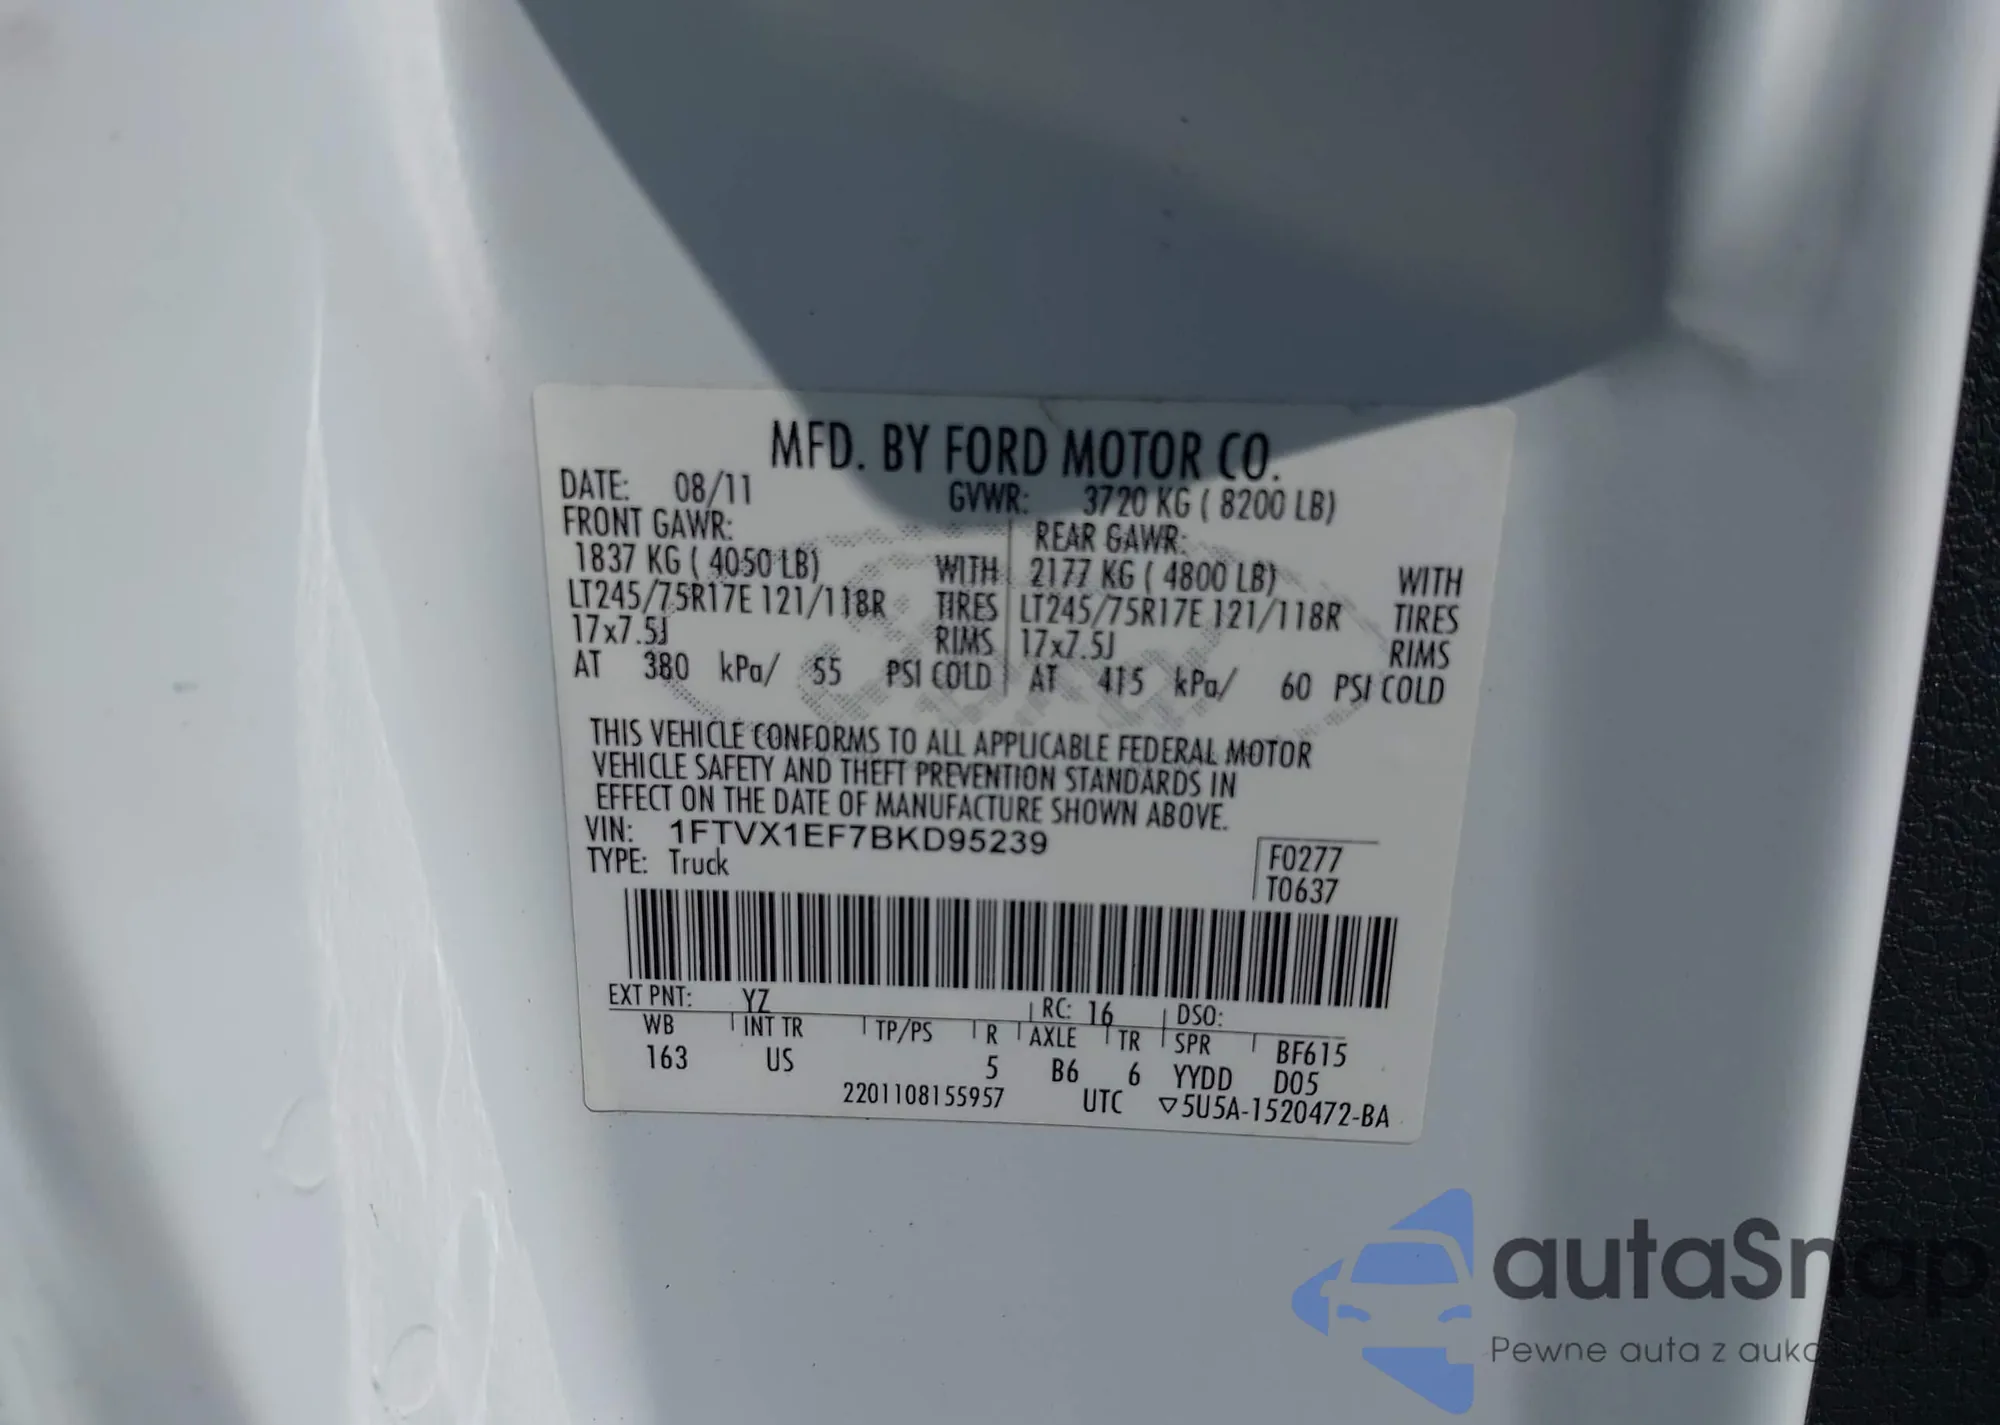 MFD. BY FORD MOTOR CO.
DATE: 08/11 GVWR: 3720 KG ( 8200 LB)
FRONT GAWR: REAR GAWR:
1837 KG ( 4050 LB) WITH 2177 KG ( 4800 LB) WITH
LT245/75R17E 121/118R TIRES LT245/75R17E 121/118R TIRES
17x7.5J RIMS 17x7.5J RIMS
AT 380 kPa/ 55 PSI COLD AT 415 kPa/ 60 PSI COLD
THIS VEHICLE CONFORMS TO ALL APPLICABLE FEDERAL MOTOR
VEHICLE SAFETY AND THEFT PREVENTION STANDARDS IN
EFFECT ON THE DATE OF MANUFACTURE SHOWN ABOVE.
VIN: 1FTVX1EF7BKD95239
TYPE: Truck
F0277
T0637
EXT PNT: YZ RC: 16 DSO:
WB INT TR TP/PS R AXLE TR SPR BF615
163 US 5 B6 6 YYDD D05
2201108155957 UTC ▽5U5A-1520472-BA
autaSnap
Pewne auta z